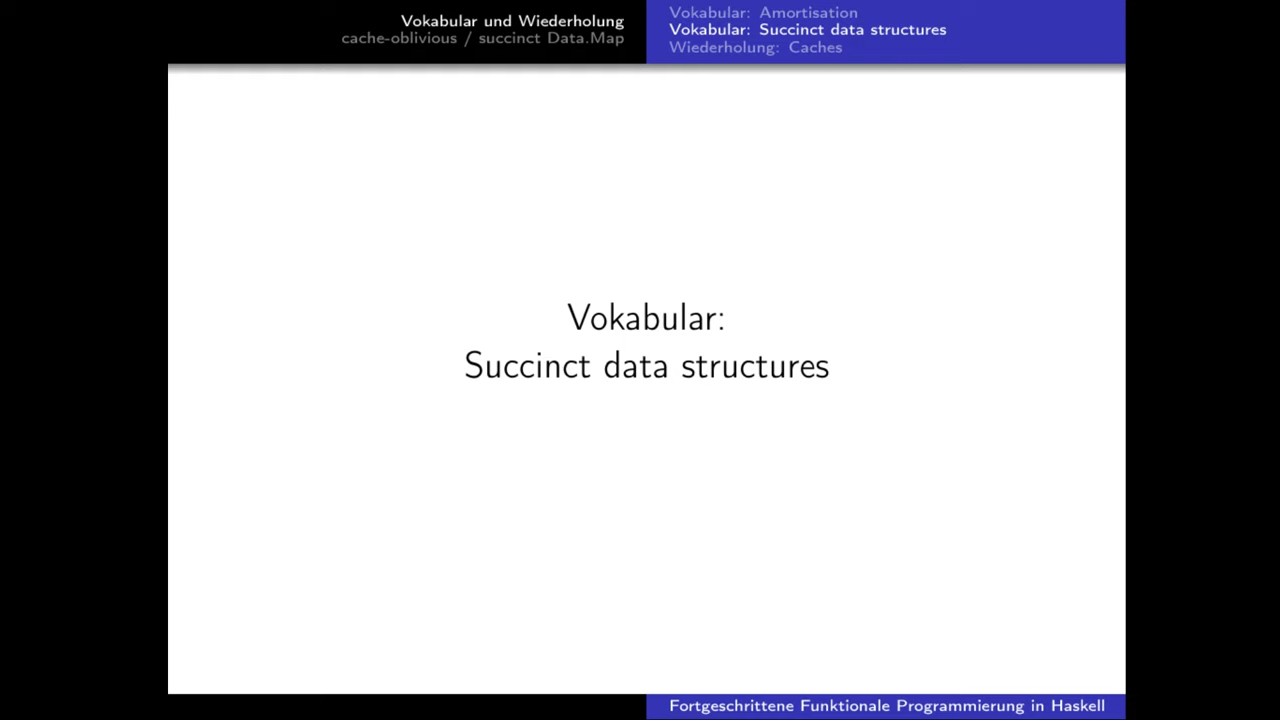 Vokabular und Wiederholung
cache-oblivious / succinct Data.Map
Vokabular: Amortisation
Vokabular: Succinct data structures
Wiederholung: Caches
Vokabular:
Succinct data structures
Fortgeschrittene Funktionale Programmierung in Haskell